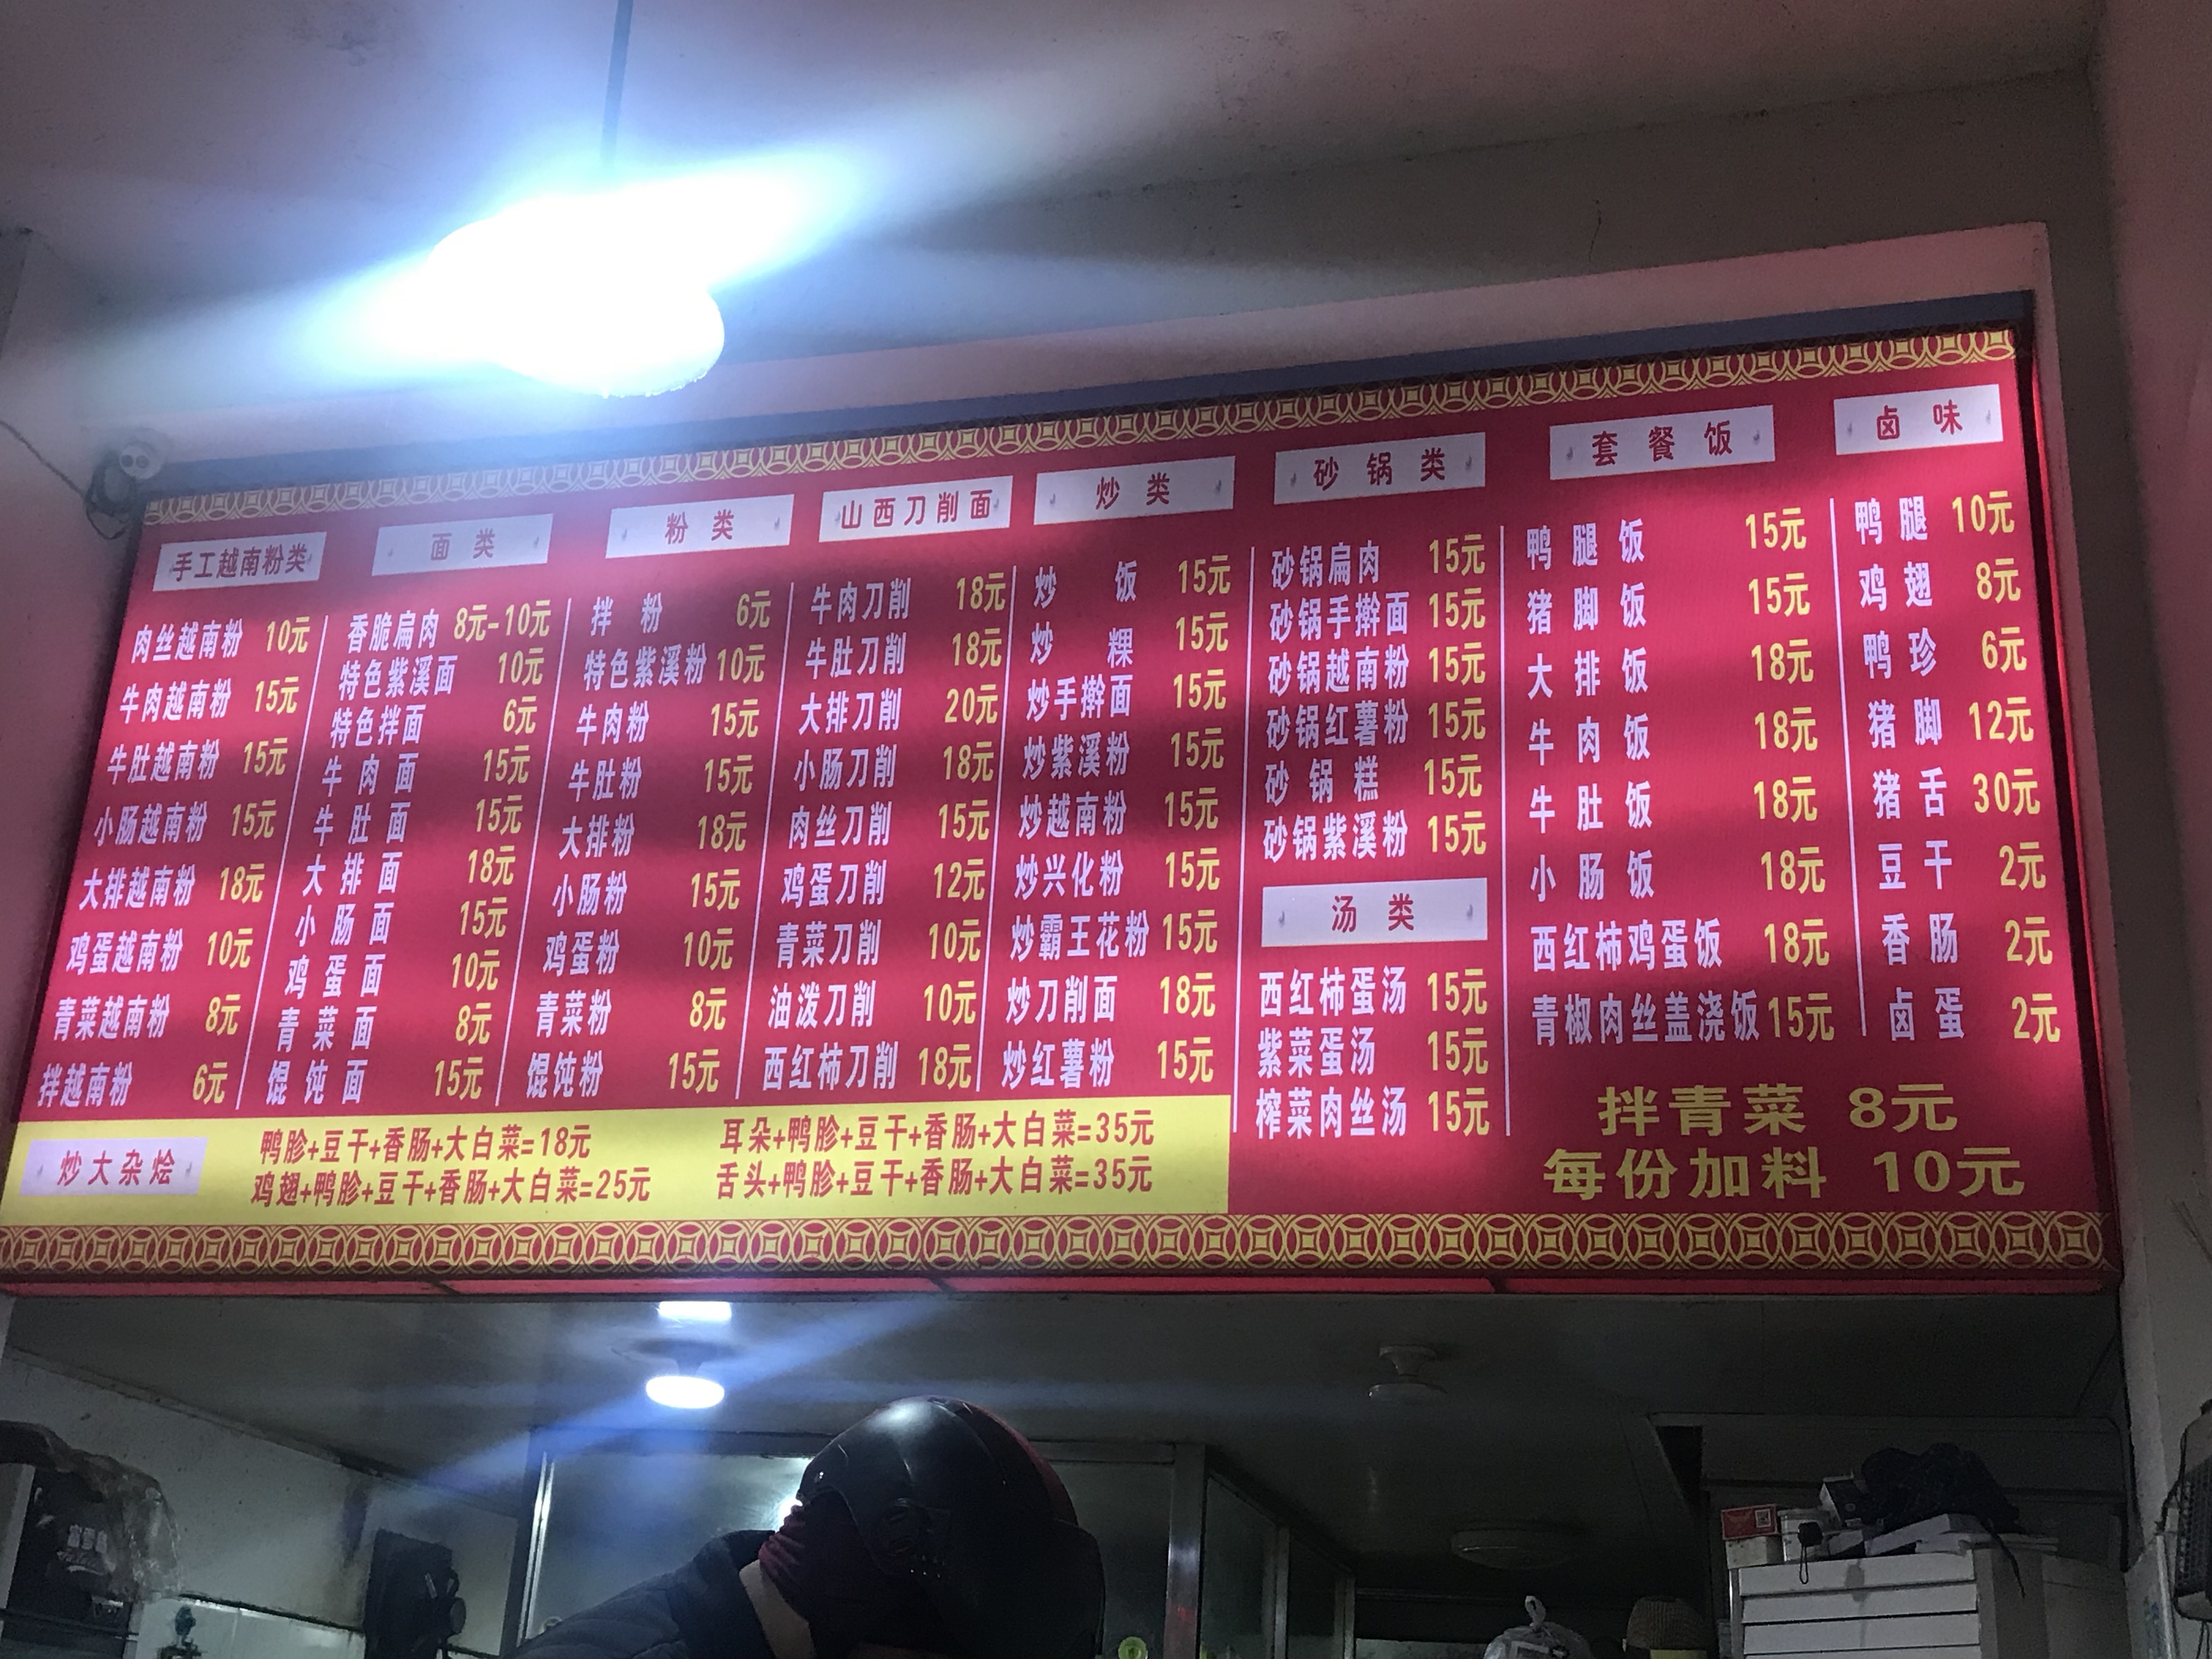 手工越南粉类
肉丝越南粉 10元
牛肉越南粉 15元
牛肚越南粉 15元
小肠越南粉 15元
大排越南粉 18元
鸡蛋越南粉 10元
青菜越南粉 8元
拌越南粉 6元
面类
香脆扁肉 8元-10元
特色紫溪面 10元
特色拌面 6元
牛肉面 15元
牛肚面 15元
大排面 18元
小肠面 15元
鸡蛋面 10元
青菜面 8元
馄饨面 15元
粉类
拌粉 6元
特色紫溪粉 10元
牛肉粉 15元
牛肚粉 15元
大排粉 18元
小肠粉 15元
鸡蛋粉 10元
青菜粉 8元
馄饨粉 15元
山西刀削面
牛肉刀削 18元
牛肚刀削 18元
大排刀削 20元
小肠刀削 18元
肉丝刀削 15元
鸡蛋刀削 12元
青菜刀削 10元
油泼刀削 10元
西红柿刀削 18元
炒类
炒饭 15元
炒粿 15元
炒手擀面 15元
炒紫溪粉 15元
炒越南粉 15元
炒兴化粉 15元
炒霸王花粉 15元
炒刀削面 18元
炒红薯粉 15元
砂锅类
砂锅扁肉 15元
砂锅手擀面 15元
砂锅越南粉 15元
砂锅红薯粉 15元
砂锅糕 15元
砂锅紫溪粉 15元
汤类
西红柿蛋汤 15元
紫菜蛋汤 15元
榨菜肉丝汤 15元
套餐饭
鸭腿饭 15元
猪脚饭 15元
大排饭 18元
牛肉饭 18元
牛肚饭 18元
小肠饭 18元
西红柿鸡蛋饭 18元
青椒肉丝盖浇饭 15元
卤味
鸭腿 10元
鸡翅 8元
鸭珍 6元
猪脚 12元
猪舌 30元
豆干 2元
香肠 2元
卤蛋 2元
拌青菜 8元
每份加料 10元
炒大杂烩
鸭胗+豆干+香肠+大白菜=18元
鸡翅+鸭胗+豆干+香肠+大白菜=25元
耳朵+鸭胗+豆干+香肠+大白菜=35元
舌头+鸭胗+豆干+香肠+大白菜=35元